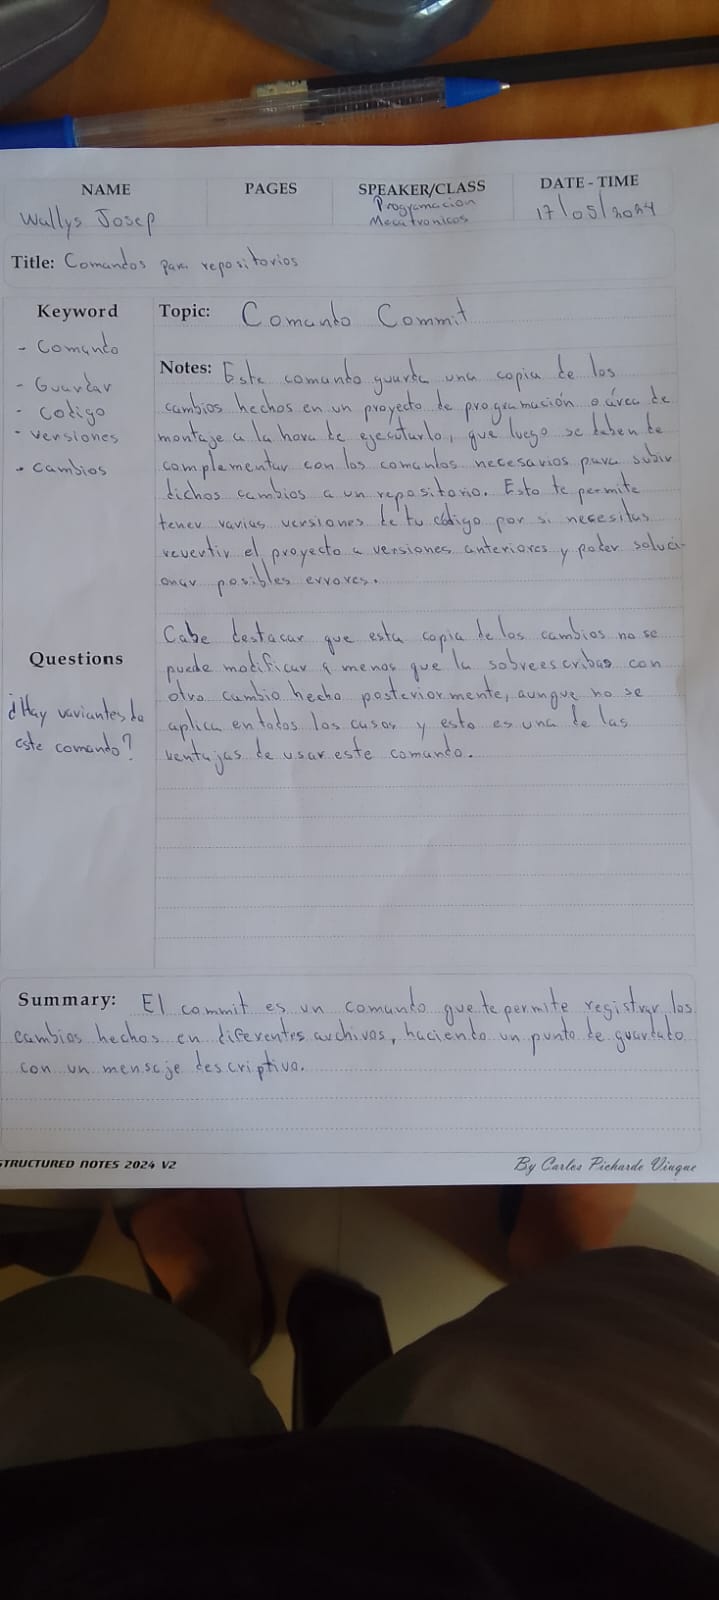 NAME PAGES SPEAKER/CLASS DATE - TIME
Wallys Josep Programacion Mecatronicos 17/05/2024
Title: Comandos para repositorios
Keyword
- Comando
- Guardar
- Codigo
- versiones
- cambios
Topic: Comando Commit
Notes: Este comando guarda una copia de los
cambios hechos en un proyecto de programación o área de
montaje a la hora de ejecutarlo, que luego se deben de
complementar con los comandos necesarios para subir
dichos cambios a un repositorio. Esto te permite
tener varias versiones de tu código por si necesitas
revertir el proyecto a versiones anteriores y poder soluci-
onar posibles errores.
Cabe destacar que esta copia de los cambios no se
puede modificar a menos que la sobreescribas con
otro cambio hecho posteriormente, aunque no se
aplica en todos los casos y esto es una de las
ventajas de usar este comando.
Questions
¿Hay variantes de
este comando?
Summary: El commit es un comando que te permite registrar los
cambios hechos en diferentes archivos, haciendo un punto de guardado
con un mensaje descriptivo.
STRUCTURED NOTES 2024 V2 By Carlos Pichardo Vinque